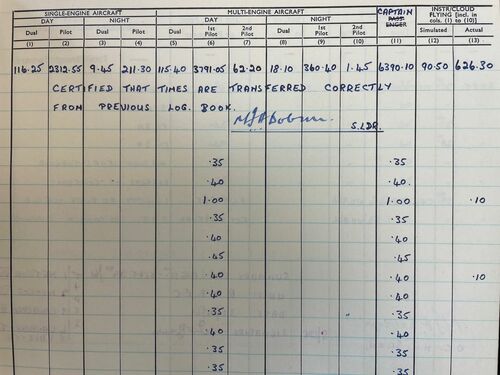 SINGLE-ENGINE AIRCRAFT MULTI-ENGINE AIRCRAFT CAPTAIN INSTR/CLOUD
FLYING [Incl. in
cols. (1) to (10)]
DAY NIGHT DAY NIGHT PASS-
ENGER
Dual Pilot Dual Pilot Dual 1st Pilot 2nd Pilot Dual 1st Pilot 2nd Pilot Simulated Actual
(1) (2) (3) (4) (5) (6) (7) (8) (9) (10) (11) (12) (13)
116.25 2312.55 9.45 211.30 115.40 3791.05 62.20 18.10 360.40 1.45 6390.10 90.50 626.30
CERTIFIED THAT TIMES ARE TRANSFERRED CORRECTLY
FROM PREVIOUS LOG. BOOK.
S.LDR.
.35 .35
.40 .40
1.00 1.00 .10
.35 .35
.40 .40
.45 .45
.40 .40 .10
.40 .40
.35 .35
.40 .40
.35 .35
.35 .35